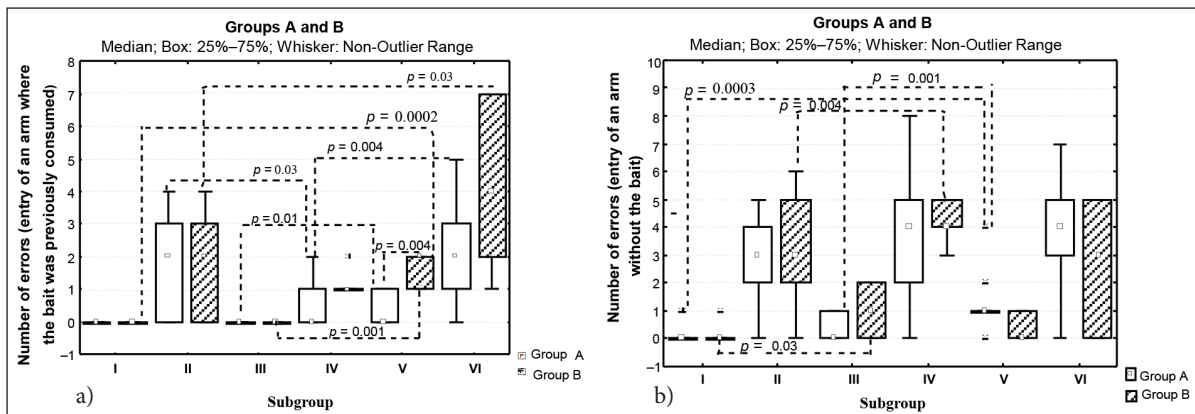 Groups A and B
Median; Box: 25%–75%; Whisker: Non-Outlier Range
Number of errors (entry of an arm where
the bait was previously consumed)
8
7
6
5
4
3
2
1
0
–1
p = 0.03
p = 0.0002
p = 0.004
p = 0.03
p = 0.01
p = 0.004
p = 0.001
I II III IV V VI
Subgroup
Group A
Group B
a)
Groups A and B
Median; Box: 25%–75%; Whisker: Non-Outlier Range
Number of errors (entry of an arm
without the bait)
10
9
8
7
6
5
4
3
2
1
0
–1
p = 0.001
p = 0.0003
p = 0.004
p = 0.03
I II III IV V VI
Subgroup
Group A
Group B
b)